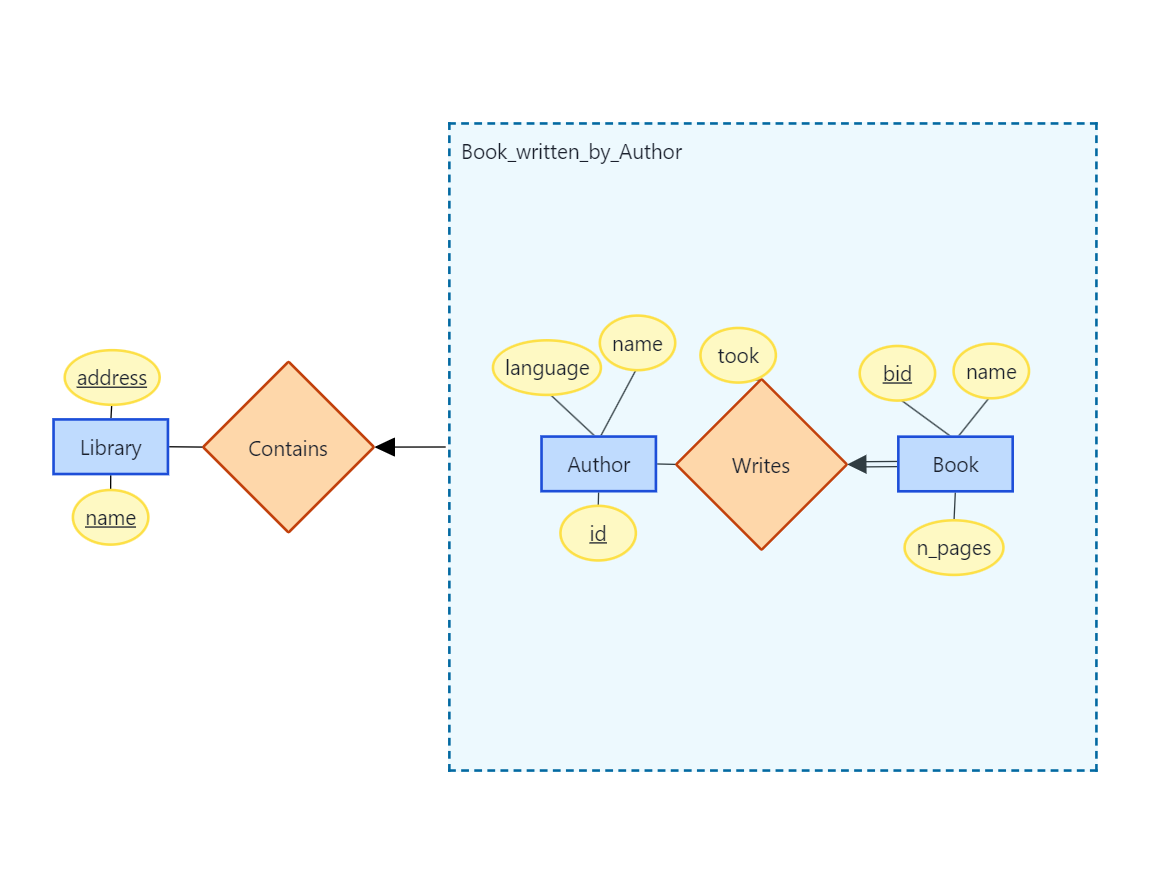 Book_written_by_Author
name
language
took
bid
name
address
Library
Contains
Author
Writes
Book
name
id
n_pages